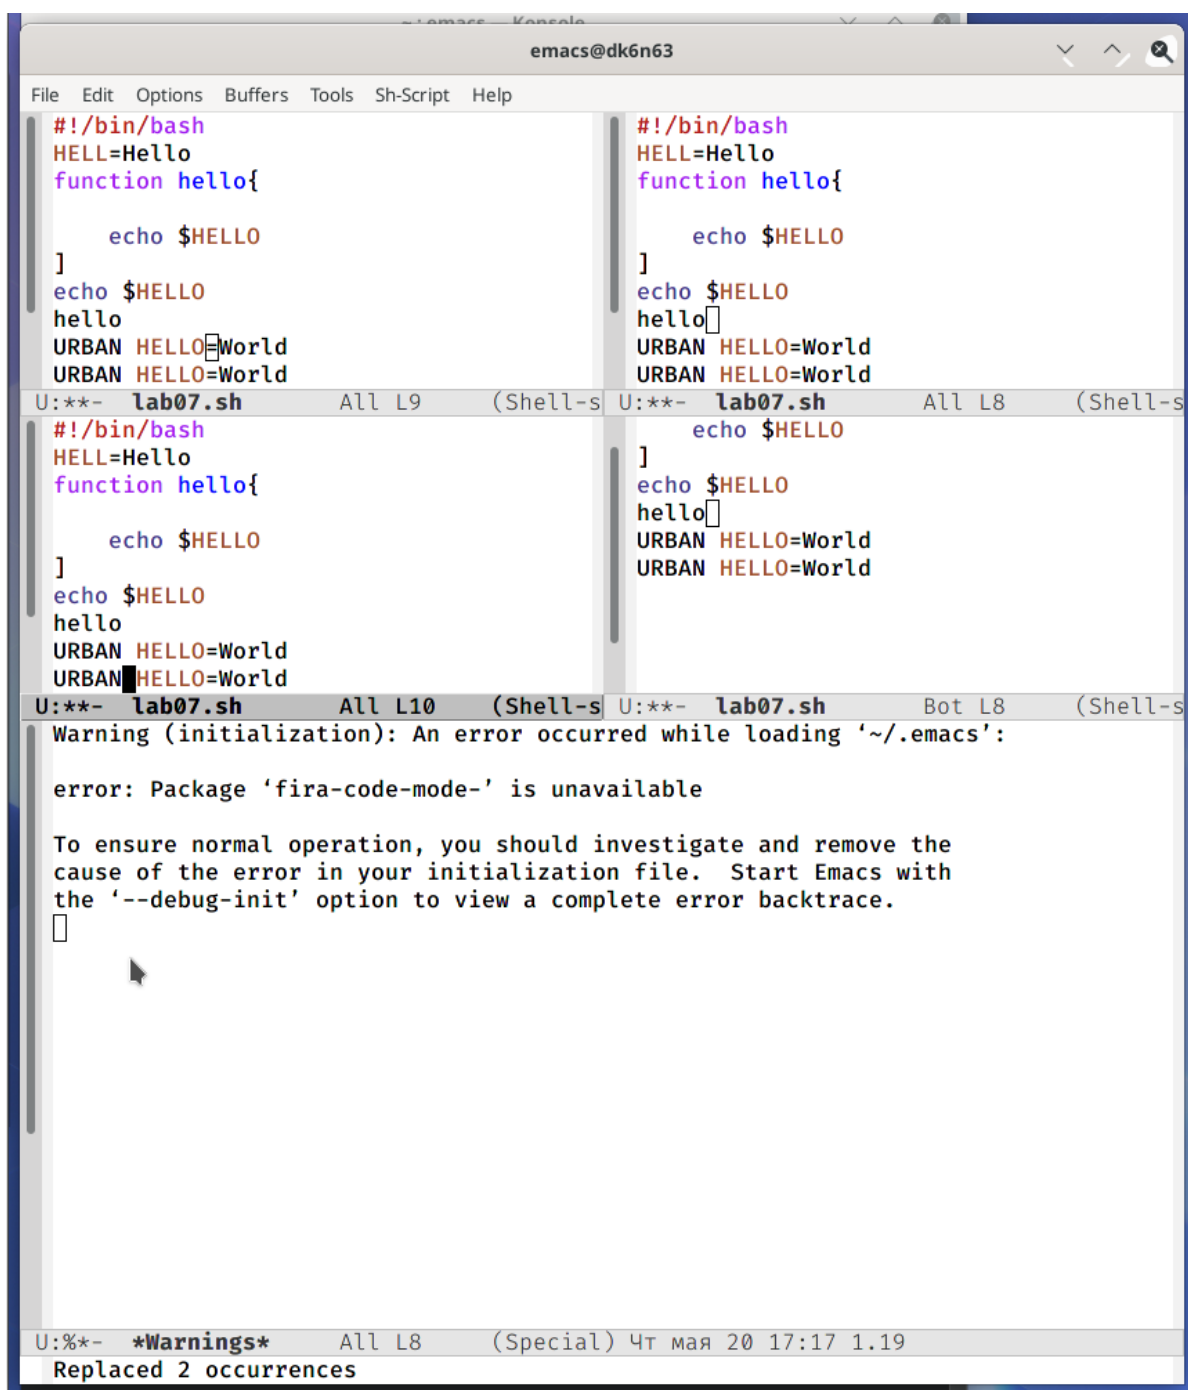 ~ : emacs — Konsole
emacs@dk6n63
File Edit Options Buffers Tools Sh-Script Help
#!/bin/bash
HELL=Hello
function hello{
echo $HELLO
]
echo $HELLO
hello
URBAN HELLO=World
URBAN HELLO=World
U:**- lab07.sh All L9 (Shell-s
#!/bin/bash
HELL=Hello
function hello{
echo $HELLO
]
echo $HELLO
hello
URBAN HELLO=World
URBAN HELLO=World
U:**- lab07.sh All L8 (Shell-s
#!/bin/bash
HELL=Hello
function hello{
echo $HELLO
]
echo $HELLO
hello
URBAN HELLO=World
URBAN HELLO=World
U:**- lab07.sh All L10 (Shell-s
echo $HELLO
]
echo $HELLO
hello
URBAN HELLO=World
URBAN HELLO=World
U:**- lab07.sh Bot L8 (Shell-s
Warning (initialization): An error occurred while loading ‘~/.emacs’:
error: Package ‘fira-code-mode-’ is unavailable
To ensure normal operation, you should investigate and remove the
cause of the error in your initialization file. Start Emacs with
the ‘--debug-init’ option to view a complete error backtrace.
U:%*- *Warnings* All L8 (Special) Чт мая 20 17:17 1.19
Replaced 2 occurrences